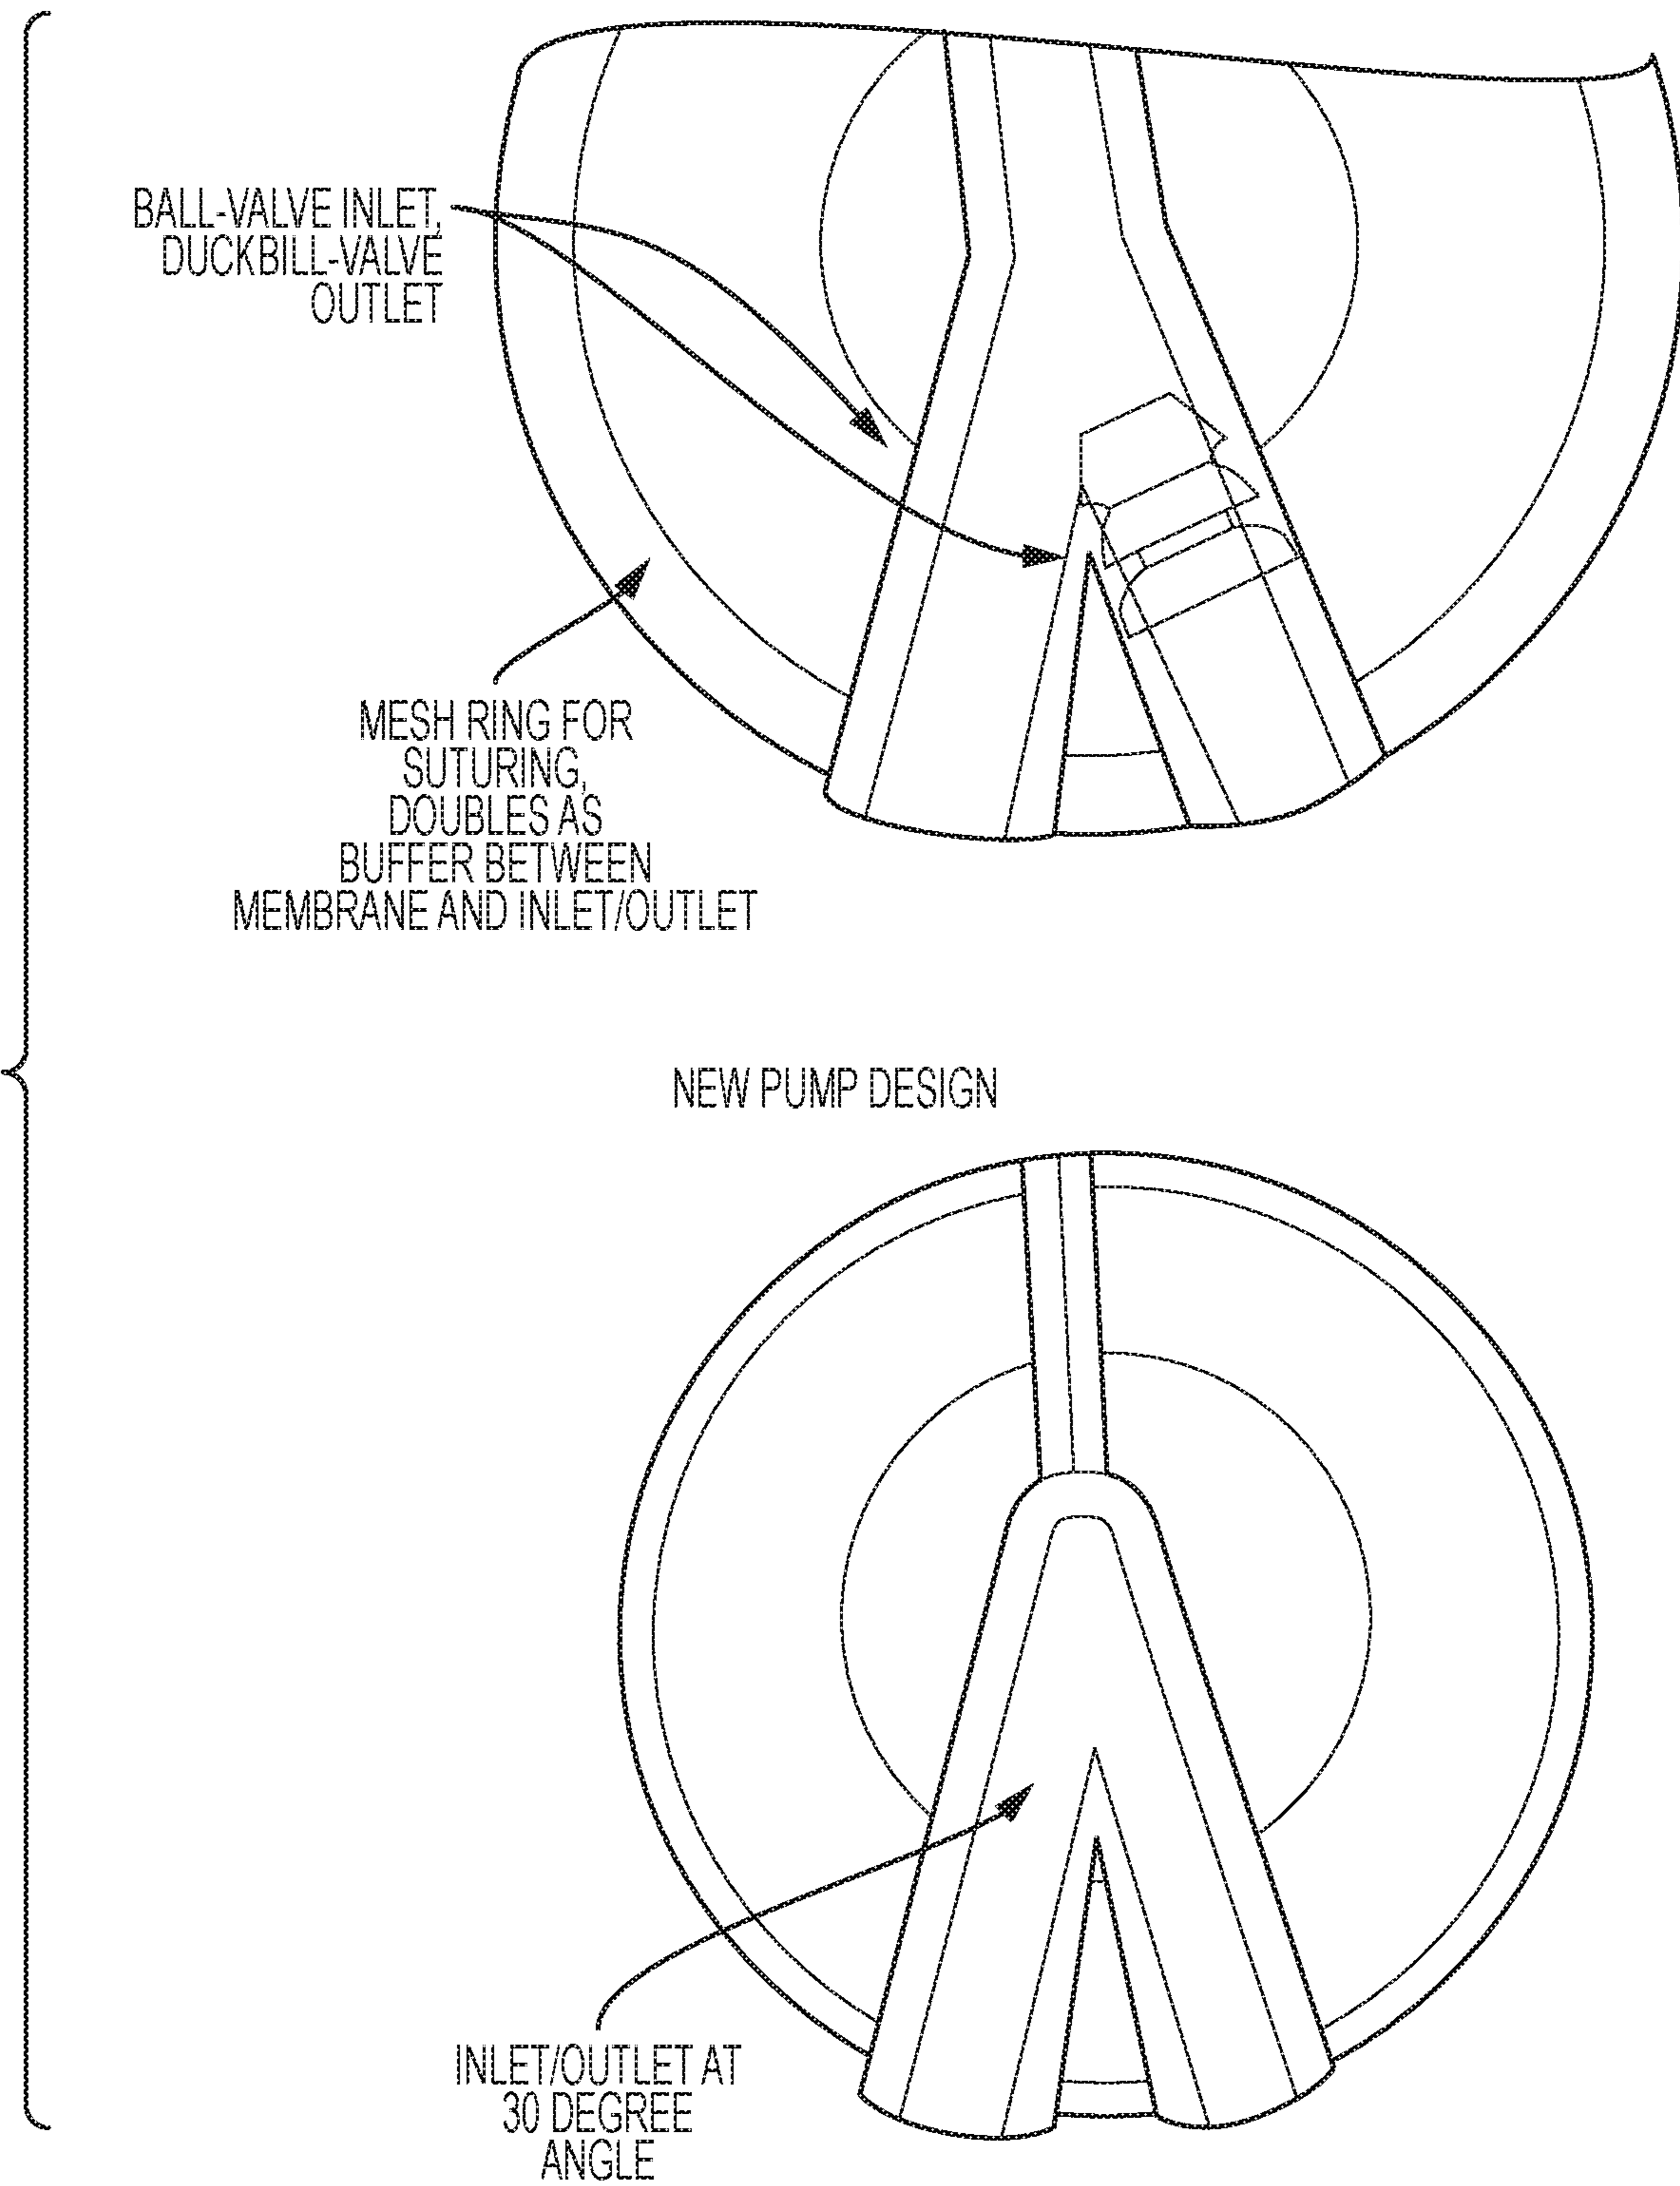 BALL-VALVE INLET,
DUCKBILL-VALVE
OUTLET
MESH RING FOR
SUTURING,
DOUBLES AS
BUFFER BETWEEN
MEMBRANE AND INLET/OUTLET
NEW PUMP DESIGN
INLET/OUTLET AT
30 DEGREE
ANGLE